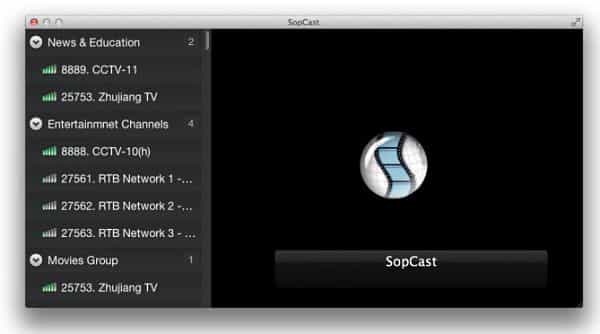 SopCast
News & Education 2
8889. CCTV-11
25753. Zhujiang TV
Entertainmnet Channels 4
8888. CCTV-10(h)
27561. RTB Network 1 -...
27562. RTB Network 2 -...
27563. RTB Network 3 - ...
Movies Group 1
25753. Zhujiang TV
SopCast